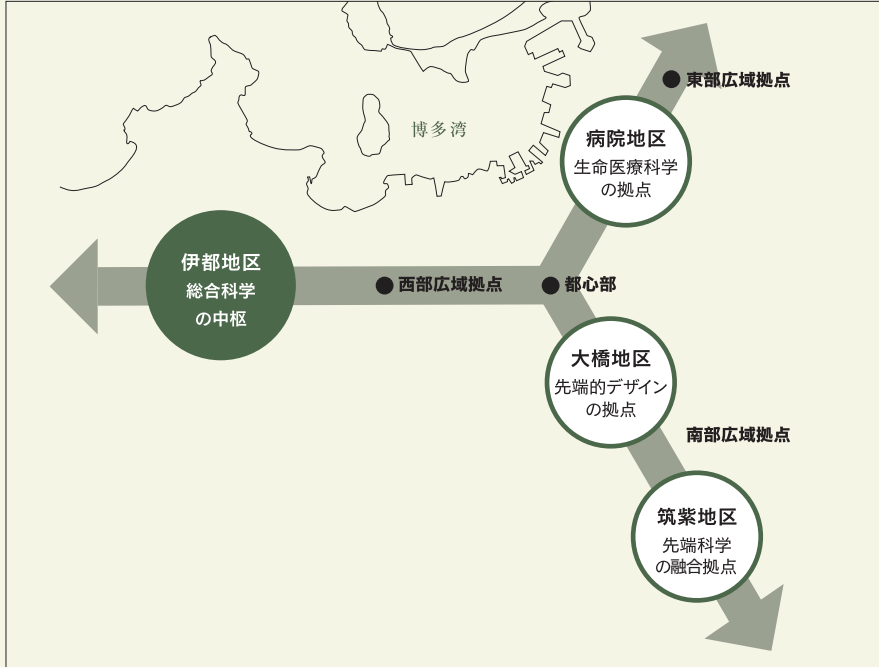 東部広域拠点
博多湾
病院地区
生命医療科学
の拠点
伊都地区
総合科学
の中枢
西部広域拠点
都心部
大橋地区
先端的デザイン
の拠点
南部広域拠点
筑紫地区
先端科学
の融合拠点